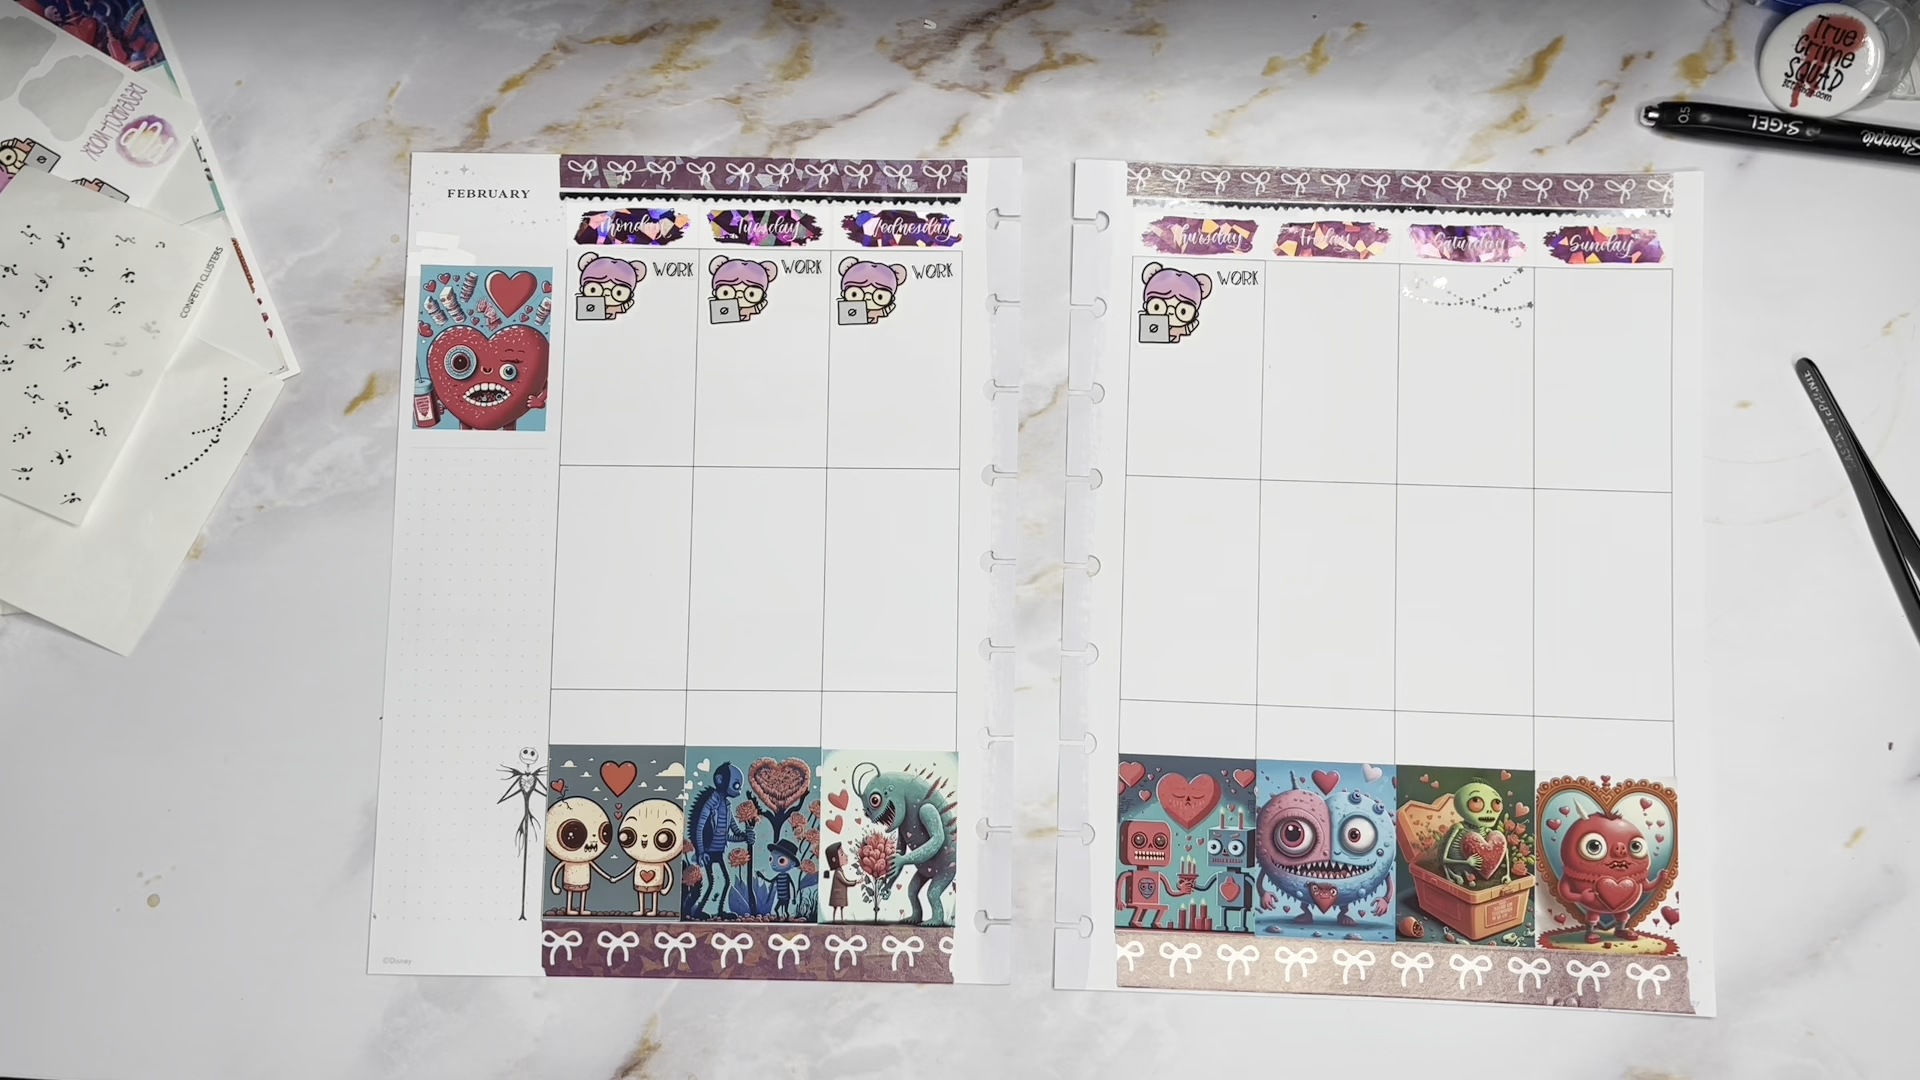 FEBRUARY
Monday
Tuesday
Wednesday
Thursday
Friday
Saturday
Sunday
WORK
WORK
WORK
WORK
©Disney
CONFETTI CLUSTERS
True
Crime
SQUAD
0.5
S·GEL
Sharpie